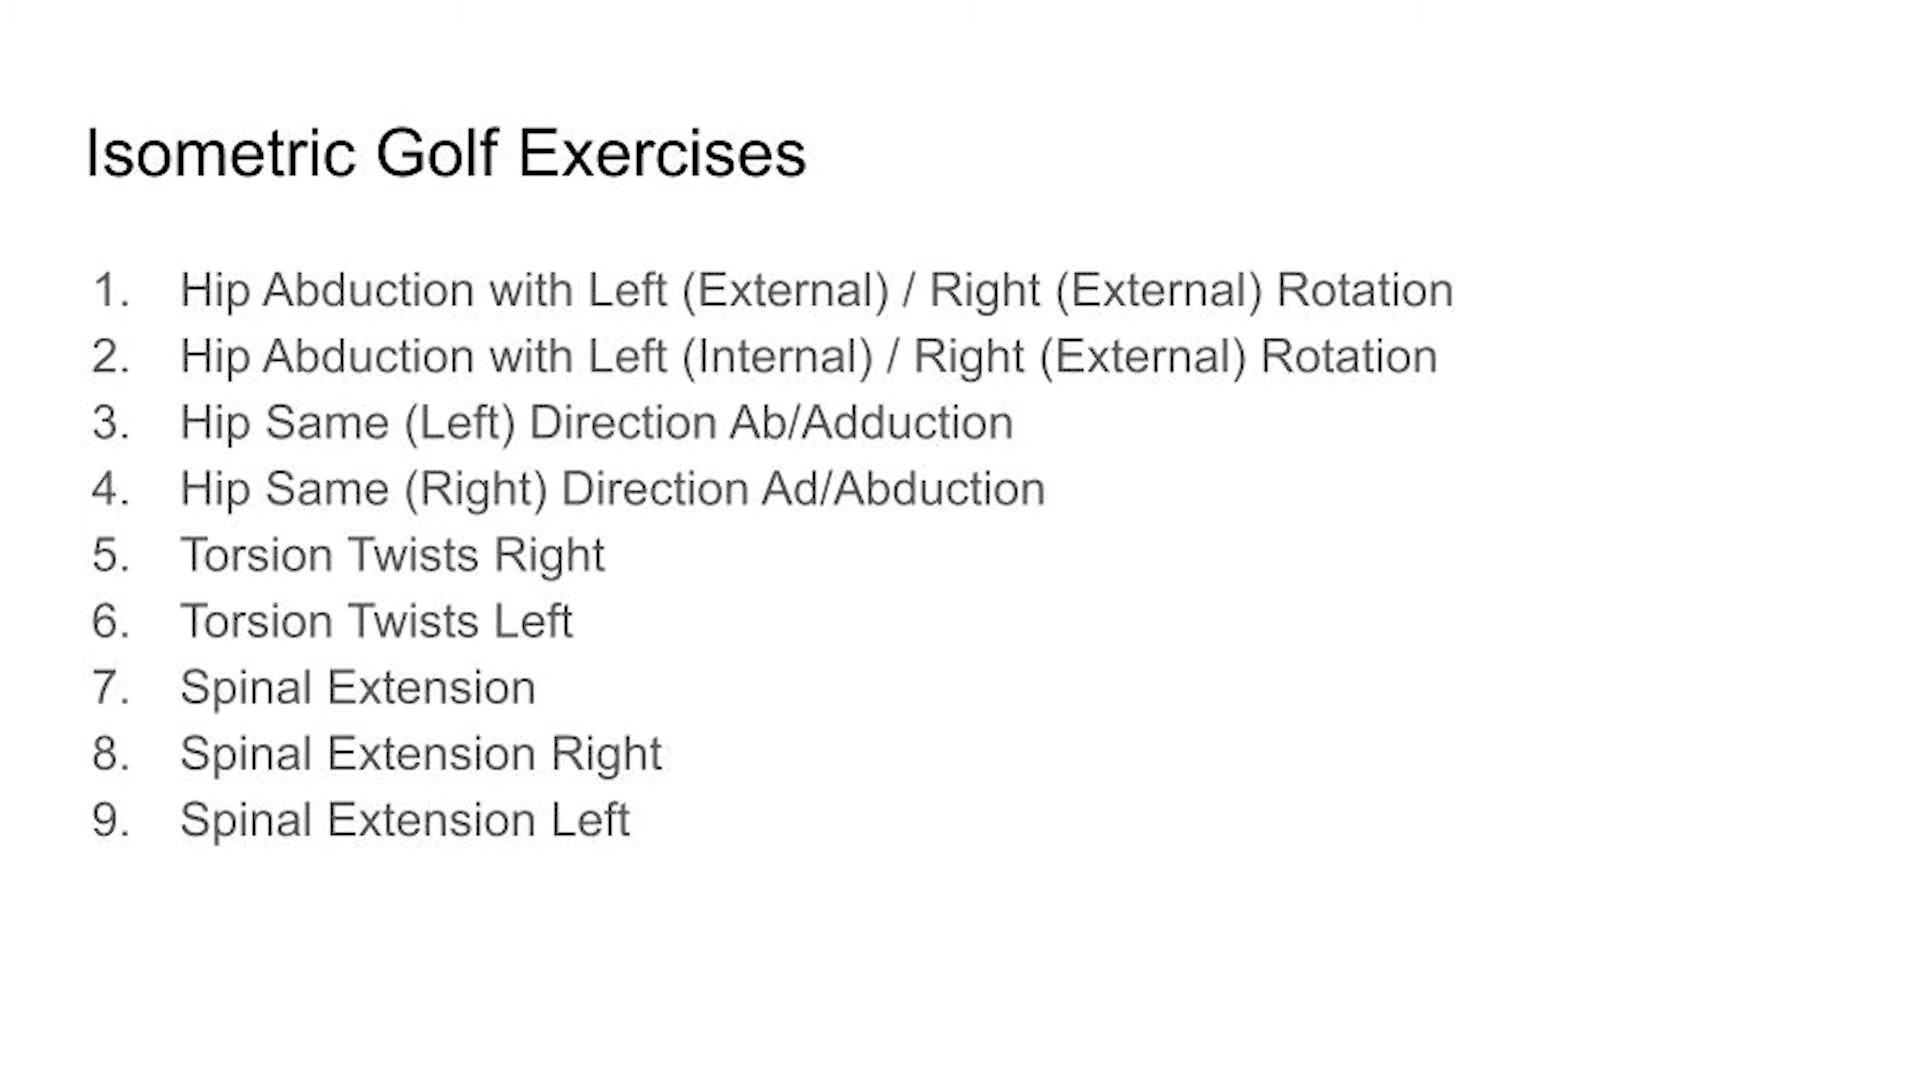 Isometric Golf Exercises
1. Hip Abduction with Left (External) / Right (External) Rotation
2. Hip Abduction with Left (Internal) / Right (External) Rotation
3. Hip Same (Left) Direction Ab/Adduction
4. Hip Same (Right) Direction Ad/Abduction
5. Torsion Twists Right
6. Torsion Twists Left
7. Spinal Extension
8. Spinal Extension Right
9. Spinal Extension Left